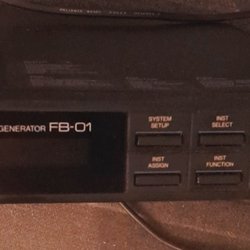 GENERATOR FB-01
SYSTEM
SETUP
INST
SELECT
INST
ASSIGN
INST
FUNCTION